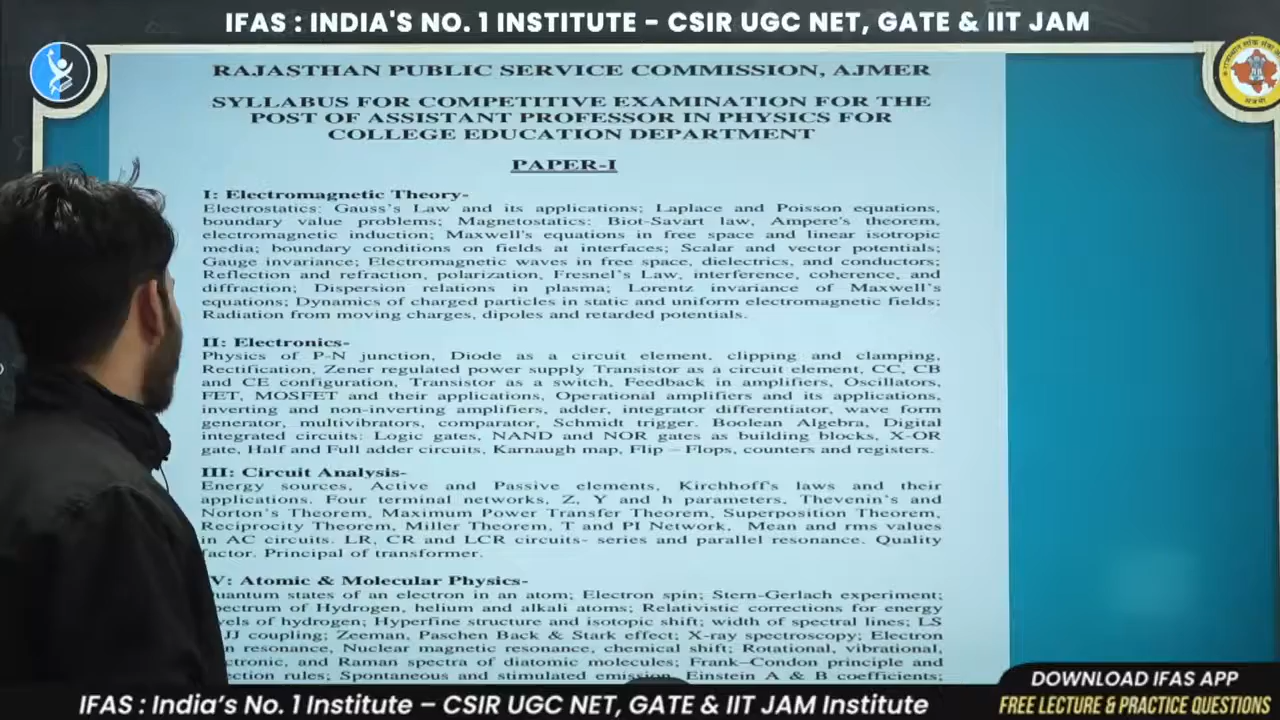 IFAS : INDIA'S NO. 1 INSTITUTE - CSIR UGC NET, GATE & IIT JAM
RAJASTHAN PUBLIC SERVICE COMMISSION, AJMER
SYLLABUS FOR COMPETITIVE EXAMINATION FOR THE
POST OF ASSISTANT PROFESSOR IN PHYSICS FOR
COLLEGE EDUCATION DEPARTMENT
PAPER-I
I: Electromagnetic Theory-
Electrostatics: Gauss's Law and its applications; Laplace and Poisson equations,
boundary value problems; Magnetostatics: Biot-Savart law, Ampere's theorem,
electromagnetic induction; Maxwell's equations in free space and linear isotropic
media; boundary conditions on fields at interfaces; Scalar and vector potentials;
Gauge invariance; Electromagnetic waves in free space, dielectrics, and conductors;
Reflection and refraction, polarization, Fresnel's Law, interference, coherence, and
diffraction; Dispersion relations in plasma; Lorentz invariance of Maxwell's
equations; Dynamics of charged particles in static and uniform electromagnetic fields;
Radiation from moving charges, dipoles and retarded potentials.
II: Electronics-
Physics of P-N junction, Diode as a circuit element, clipping and clamping,
Rectification, Zener regulated power supply Transistor as a circuit element, CC, CB
and CE configuration, Transistor as a switch, Feedback in amplifiers, Oscillators,
FET, MOSFET and their applications, Operational amplifiers and its applications,
inverting and non-inverting amplifiers, adder, integrator differentiator, wave form
generator, multivibrators, comparator, Schmidt trigger. Boolean Algebra, Digital
integrated circuits: Logic gates, NAND and NOR gates as building blocks, X-OR
gate, Half and Full adder circuits, Karnaugh map, Flip – Flops, counters and registers.
III: Circuit Analysis-
Energy sources, Active and Passive elements, Kirchhoff's laws and their
applications. Four terminal networks, Z, Y and h parameters, Thevenin's and
Norton's Theorem, Maximum Power Transfer Theorem, Superposition Theorem,
Reciprocity Theorem, Miller Theorem, T and PI Network, Mean and rms values
in AC circuits. LR, CR and LCR circuits- series and parallel resonance. Quality
factor. Principal of transformer.
V: Atomic & Molecular Physics-
uantum states of an electron in an atom; Electron spin; Stern-Gerlach experiment;
pectrum of Hydrogen, helium and alkali atoms; Relativistic corrections for energy
vels of hydrogen; Hyperfine structure and isotopic shift; width of spectral lines; LS
JJ coupling; Zeeman, Paschen Back & Stark effect; X-ray spectroscopy; Electron
n resonance, Nuclear magnetic resonance, chemical shift; Rotational, vibrational,
ctronic, and Raman spectra of diatomic molecules; Frank–Condon principle and
ection rules; Spontaneous and stimulated emission, Einstein A & B coefficients;
DOWNLOAD IFAS APP
FREE LECTURE & PRACTICE QUESTIONS
IFAS : India's No. 1 Institute – CSIR UGC NET, GATE & IIT JAM Institute